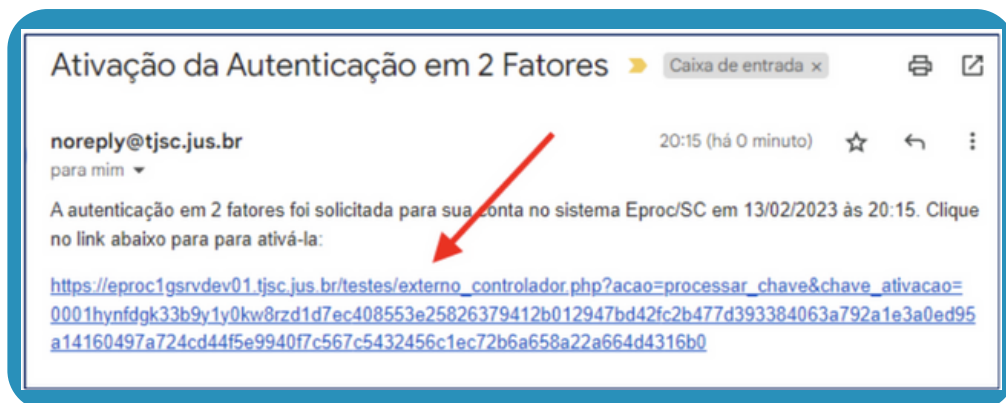 Ativação da Autenticação em 2 Fatores Caixa de entrada x
noreply@tjsc.jus.br 20:15 (há 0 minuto)
para mim
A autenticação em 2 fatores foi solicitada para sua conta no sistema Eproc/SC em 13/02/2023 às 20:15. Clique
no link abaixo para para ativá-la:
https://eproc1gsrvdev01.tjsc.jus.br/testes/externo_controlador.php?acao=processar_chave&chave_ativacao=
0001hynfdgk33b9y1y0kw8rzd1d7ec408553e25826379412b012947bd42fc2b477d393384063a792a1e3a0ed95
a14160497a724cd44f5e9940f7c567c5432456c1ec72b6a658a22a664d4316b0